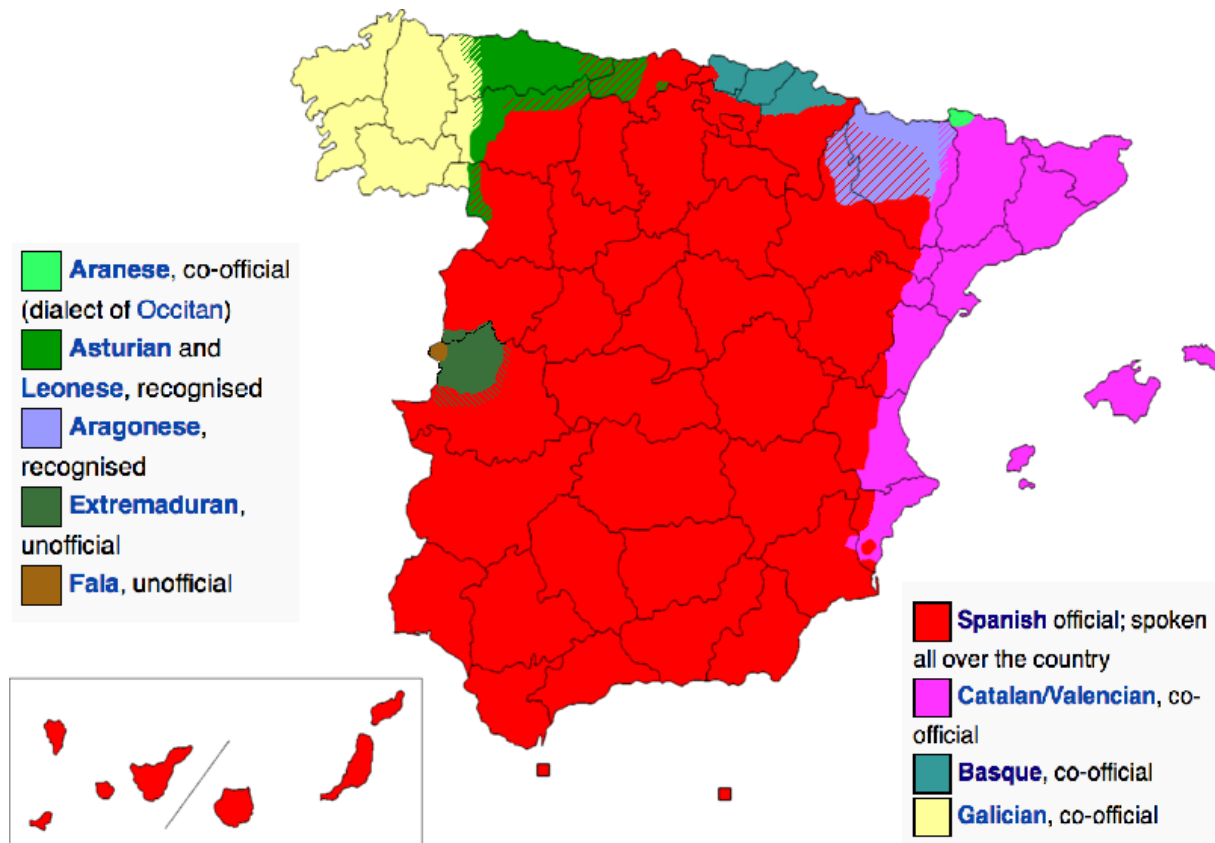 Aranese, co-official
(dialect of Occitan)
Asturian and
Leonese, recognised
Aragonese,
recognised
Extremaduran,
unofficial
Fala, unofficial
Spanish official; spoken
all over the country
Catalan/Valencian, co-
official
Basque, co-official
Galician, co-official